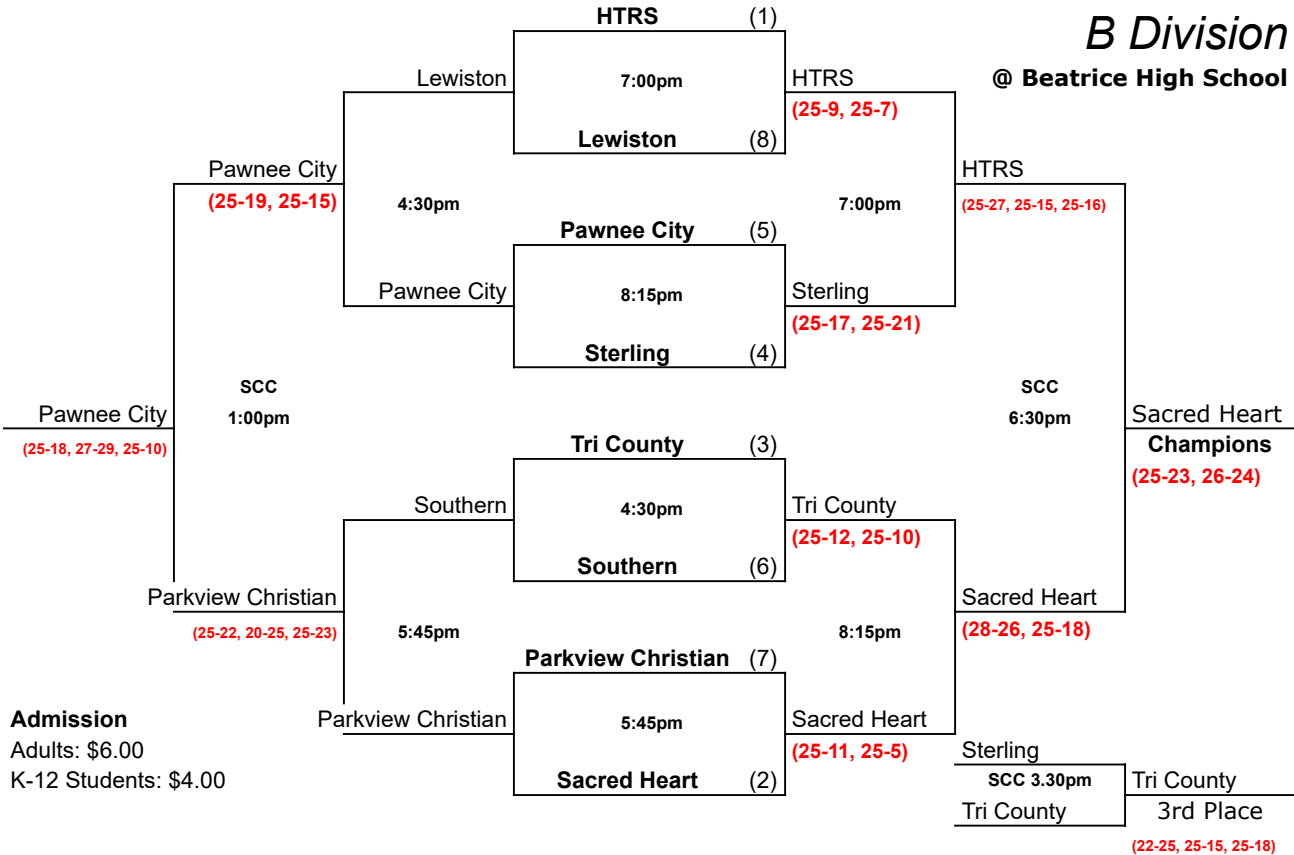 HTRS (1)
B Division
@ Beatrice High School
Lewiston 7:00pm HTRS
(25-9, 25-7)
Lewiston (8)
Pawnee City HTRS
(25-19, 25-15) 4:30pm 7:00pm (25-27, 25-15, 25-16)
Pawnee City (5)
Pawnee City 8:15pm Sterling
(25-17, 25-21)
Sterling (4)
SCC SCC
Pawnee City 1:00pm 6:30pm Sacred Heart
(25-18, 27-29, 25-10) Tri County (3) Champions
(25-23, 26-24)
Southern 4:30pm Tri County
(25-12, 25-10)
Southern (6)
Parkview Christian Sacred Heart
(25-22, 20-25, 25-23) 5:45pm 8:15pm (28-26, 25-18)
Parkview Christian (7)
Admission Parkview Christian 5:45pm Sacred Heart
Adults: $6.00 (25-11, 25-5) Sterling
K-12 Students: $4.00 Sacred Heart (2) SCC 3.30pm Tri County
Tri County 3rd Place
(22-25, 25-15, 25-18)